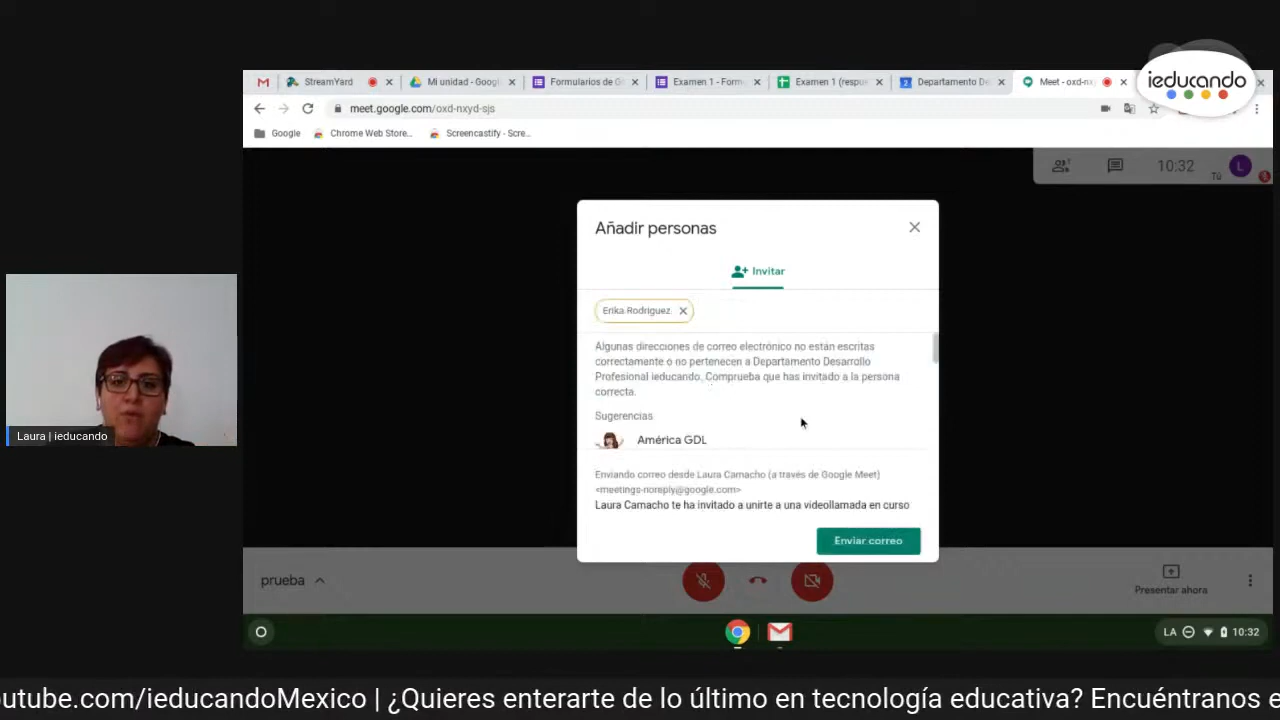 ieducando
StreamYard
Mi unidad - Googl
Formularios de G
Examen 1 - Form
Examen 1 (respu
Departamento De
Meet - oxd-nxy
meet.google.com/oxd-nxyd-sjs
Google
Chrome Web Store...
Screencastify - Scre...
10:32
Tú
L
Añadir personas
Invitar
Erika Rodriguez
Algunas direcciones de correo electrónico no están escritas
correctamente o no pertenecen a Departamento Desarrollo
Profesional ieducando. Comprueba que has invitado a la persona
correcta.
Sugerencias
América GDL
Enviando correo desde Laura Camacho (a través de Google Meet)
<meetings-noreply@google.com>
Laura Camacho te ha invitado a unirte a una videollamada en curso
Enviar correo
Laura | ieducando
prueba
Presentar ahora
LA
10:32
outube.com/ieducandoMexico | ¿Quieres enterarte de lo último en tecnología educativa? Encuéntranos e